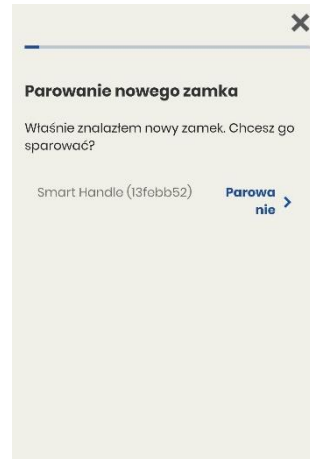 Parowanie nowego zamka
Właśnie znalazłem nowy zamek. Chcesz go
sparować?
Smart Handle (13febb52) Parowa
nie